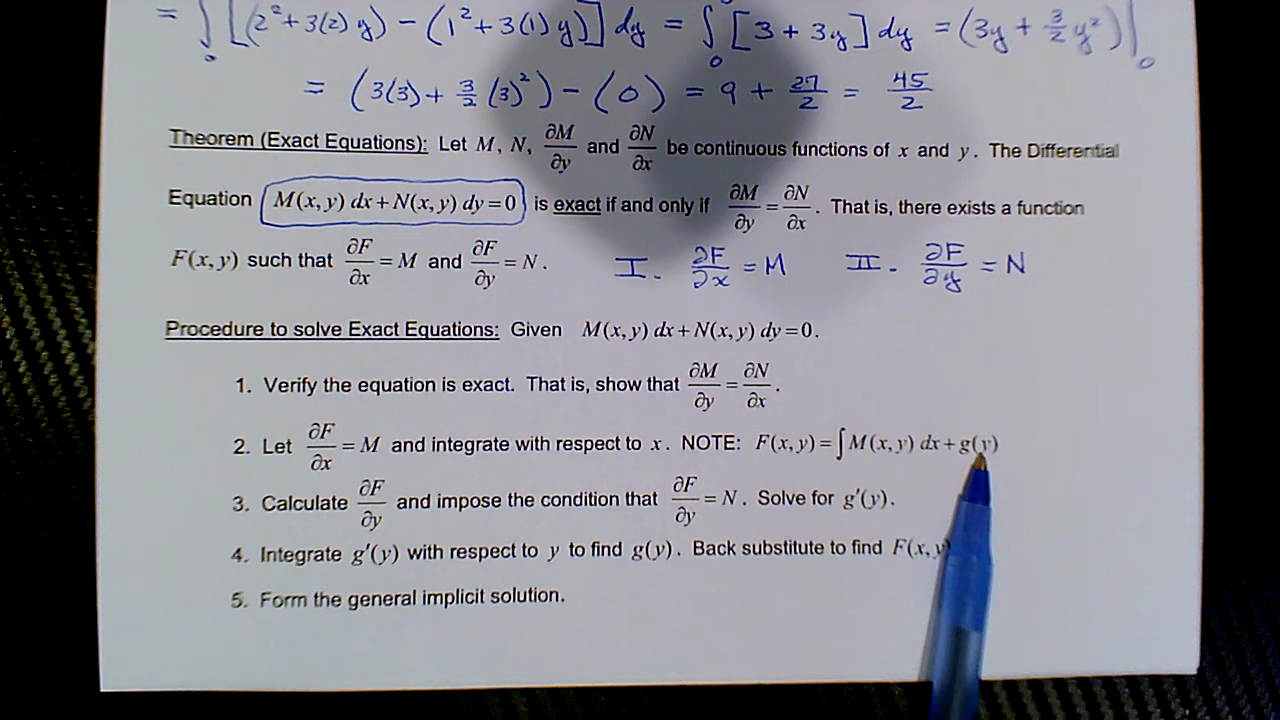 = ∫₀ [(2² + 3(2)y) − (1² + 3(1)y)] dy = ∫₀ [3 + 3y] dy = (3y + 3/2 y²)|₀
= (3(3) + 3/2 (3)²) − (0) = 9 + 27/2 = 45/2
Theorem (Exact Equations): Let M, N, ∂M/∂y and ∂N/∂x be continuous functions of x and y. The Differential
Equation M(x,y) dx + N(x,y) dy = 0 is exact if and only if ∂M/∂y = ∂N/∂x. That is, there exists a function
F(x,y) such that ∂F/∂x = M and ∂F/∂y = N. I. ∂F/∂x = M II. ∂F/∂y = N
Procedure to solve Exact Equations: Given M(x,y) dx + N(x,y) dy = 0.
1. Verify the equation is exact. That is, show that ∂M/∂y = ∂N/∂x.
2. Let ∂F/∂x = M and integrate with respect to x. NOTE: F(x,y) = ∫ M(x,y) dx + g(y)
3. Calculate ∂F/∂y and impose the condition that ∂F/∂y = N. Solve for g′(y).
4. Integrate g′(y) with respect to y to find g(y). Back substitute to find F(x,y
5. Form the general implicit solution.